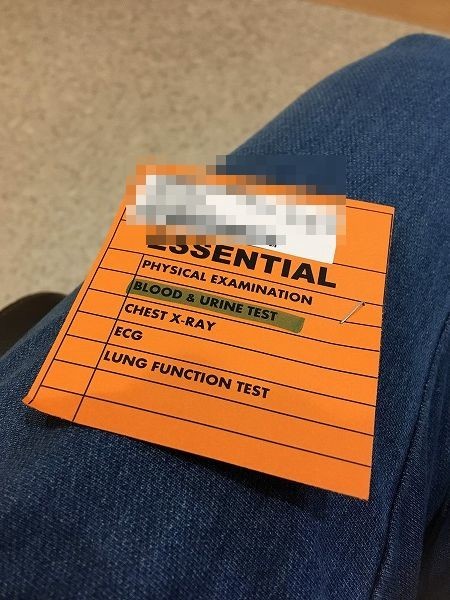 ESSENTIAL
PHYSICAL EXAMINATION
BLOOD & URINE TEST
CHEST X-RAY
ECG
LUNG FUNCTION TEST